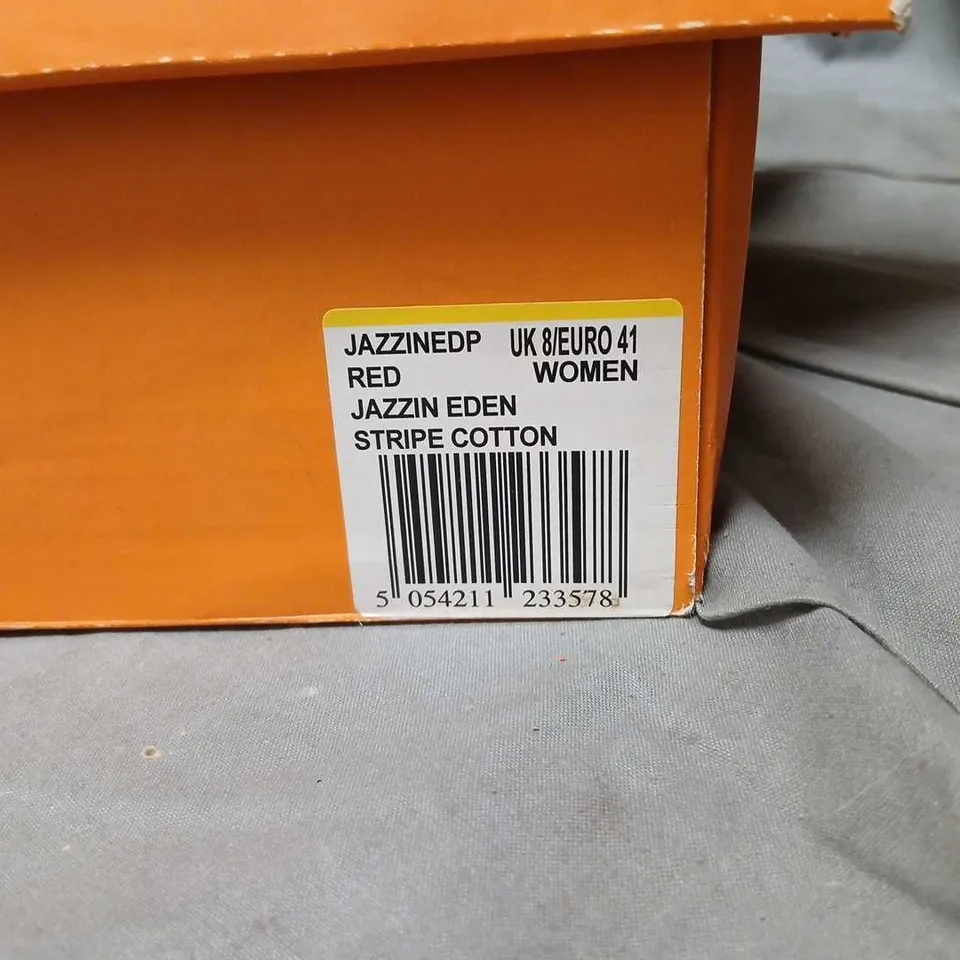 JAZZINEDP UK 8/EURO 41
RED WOMEN
JAZZIN EDEN
STRIPE COTTON
5 054211 233578